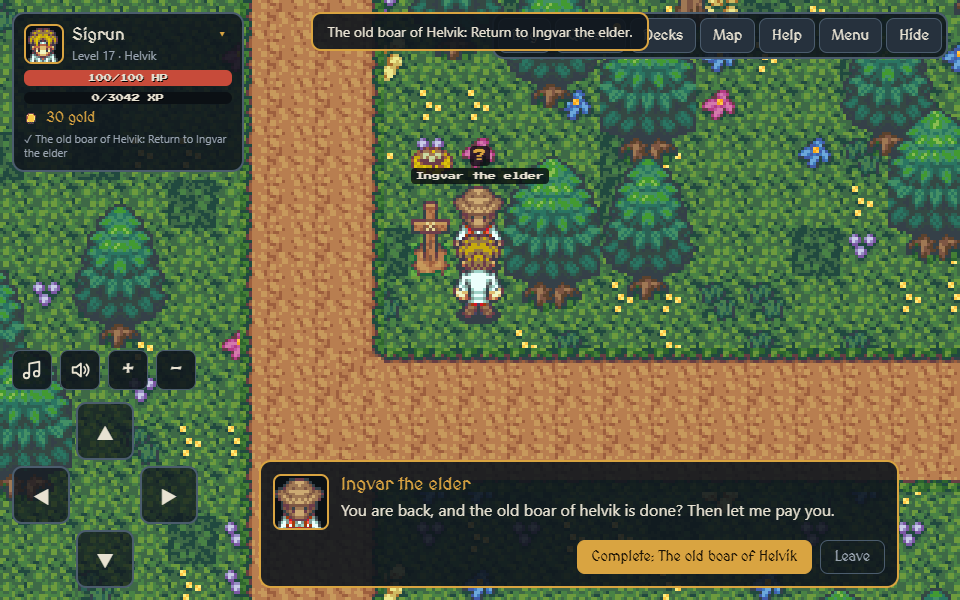 Sigrun
Level 17 · Helvik
100/100 HP
0/3042 XP
30 gold
✓ The old boar of Helvik: Return to Ingvar
the elder
The old boar of Helvik: Return to Ingvar the elder.
Map
Help
Menu
Hide
?
Ingvar the elder
Ingvar the elder
You are back, and the old boar of helvik is done? Then let me pay you.
Complete: The old boar of Helvik
Leave